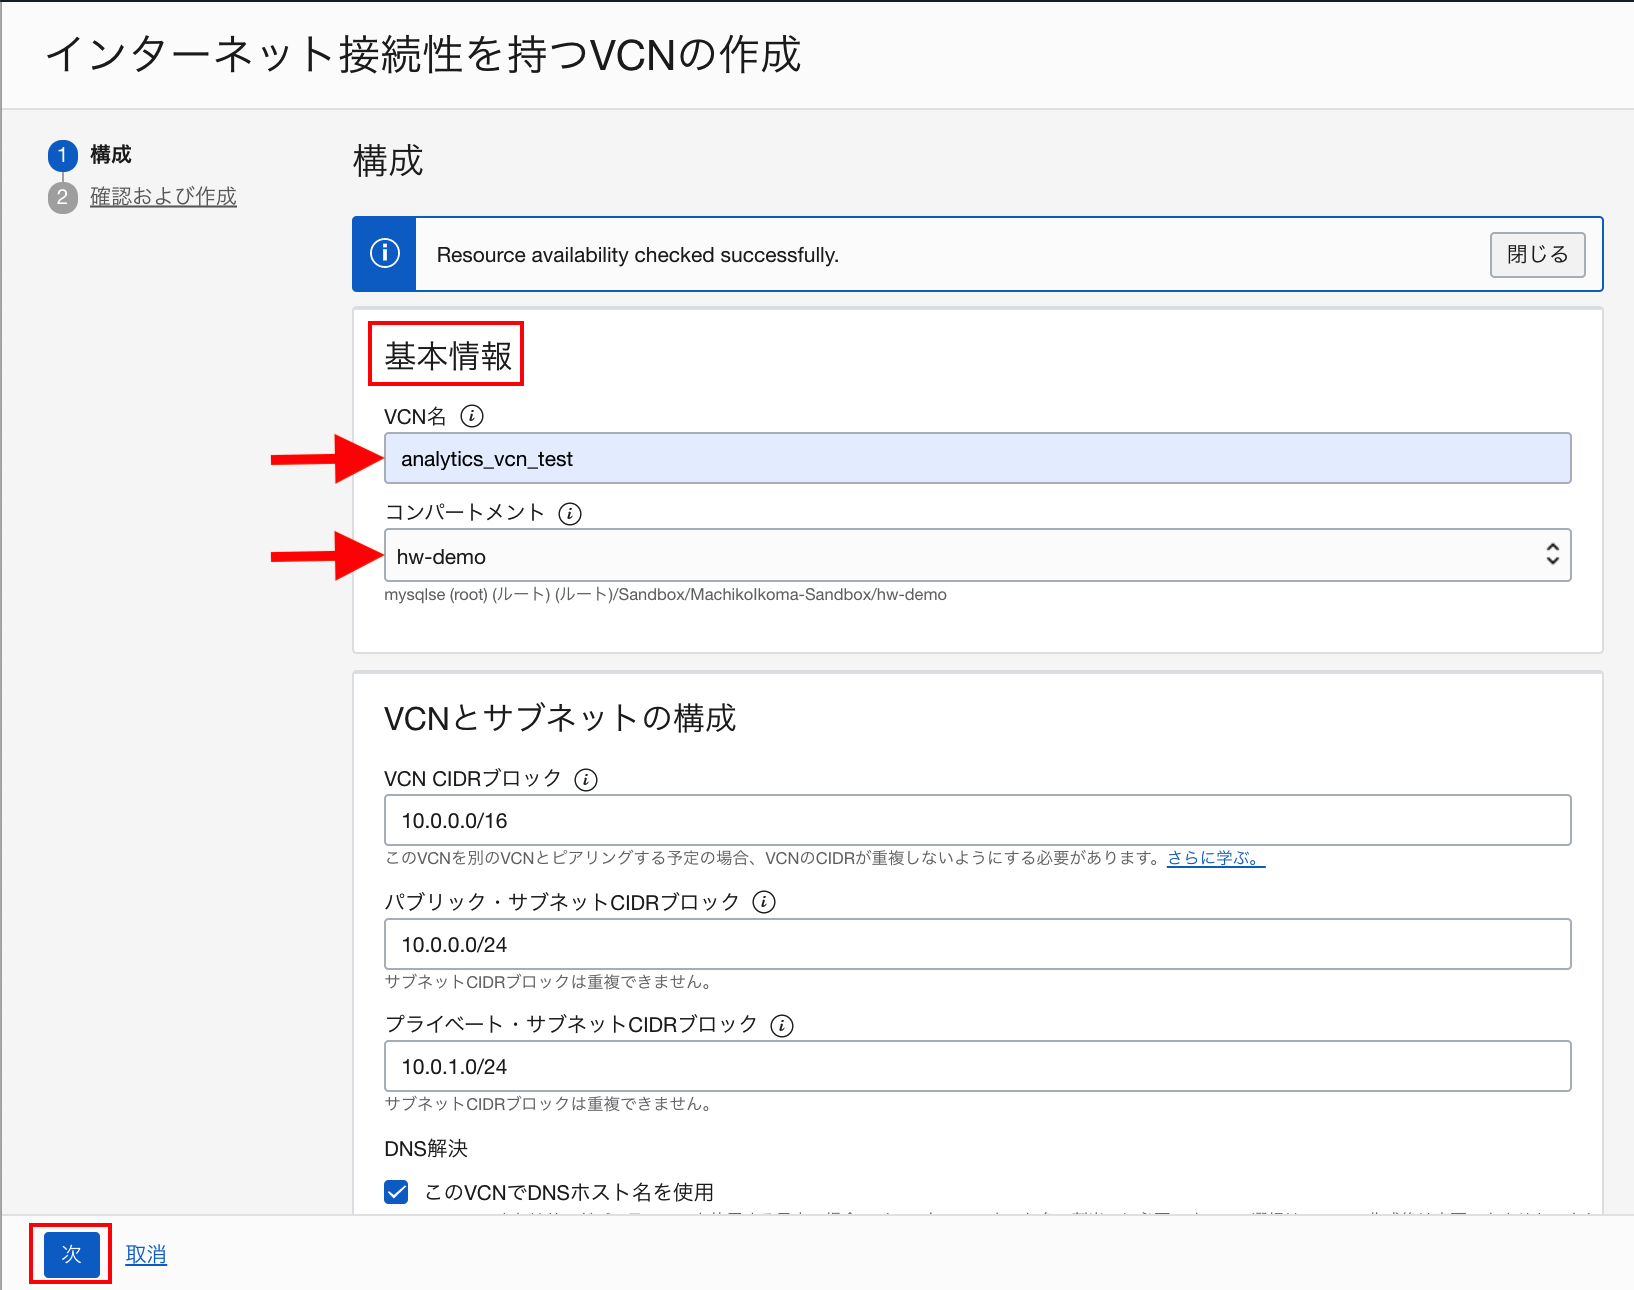 インターネット接続性を持つVCNの作成
1 構成
2 確認および作成
構成
Resource availability checked successfully.
閉じる
基本情報
VCN名
analytics_vcn_test
コンパートメント
hw-demo
mysqlse (root) (ルート) (ルート)/Sandbox/MachikoIkoma-Sandbox/hw-demo
VCNとサブネットの構成
VCN CIDRブロック
10.0.0.0/16
このVCNを別のVCNとピアリングする予定の場合、VCNのCIDRが重複しないようにする必要があります。さらに学ぶ。
パブリック・サブネットCIDRブロック
10.0.0.0/24
サブネットCIDRブロックは重複できません。
プライベート・サブネットCIDRブロック
10.0.1.0/24
サブネットCIDRブロックは重複できません。
DNS解決
このVCNでDNSホスト名を使用
次 取消